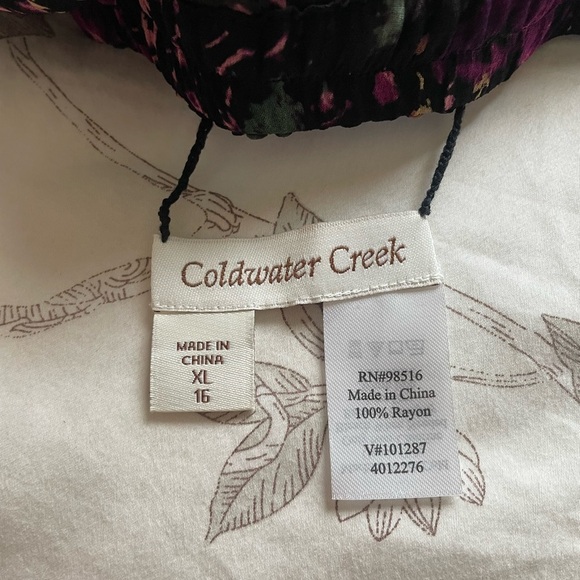 Coldwater Creek
MADE IN
CHINA
XL
16
RN#98516
Made in China
100% Rayon
V#101287
4012276